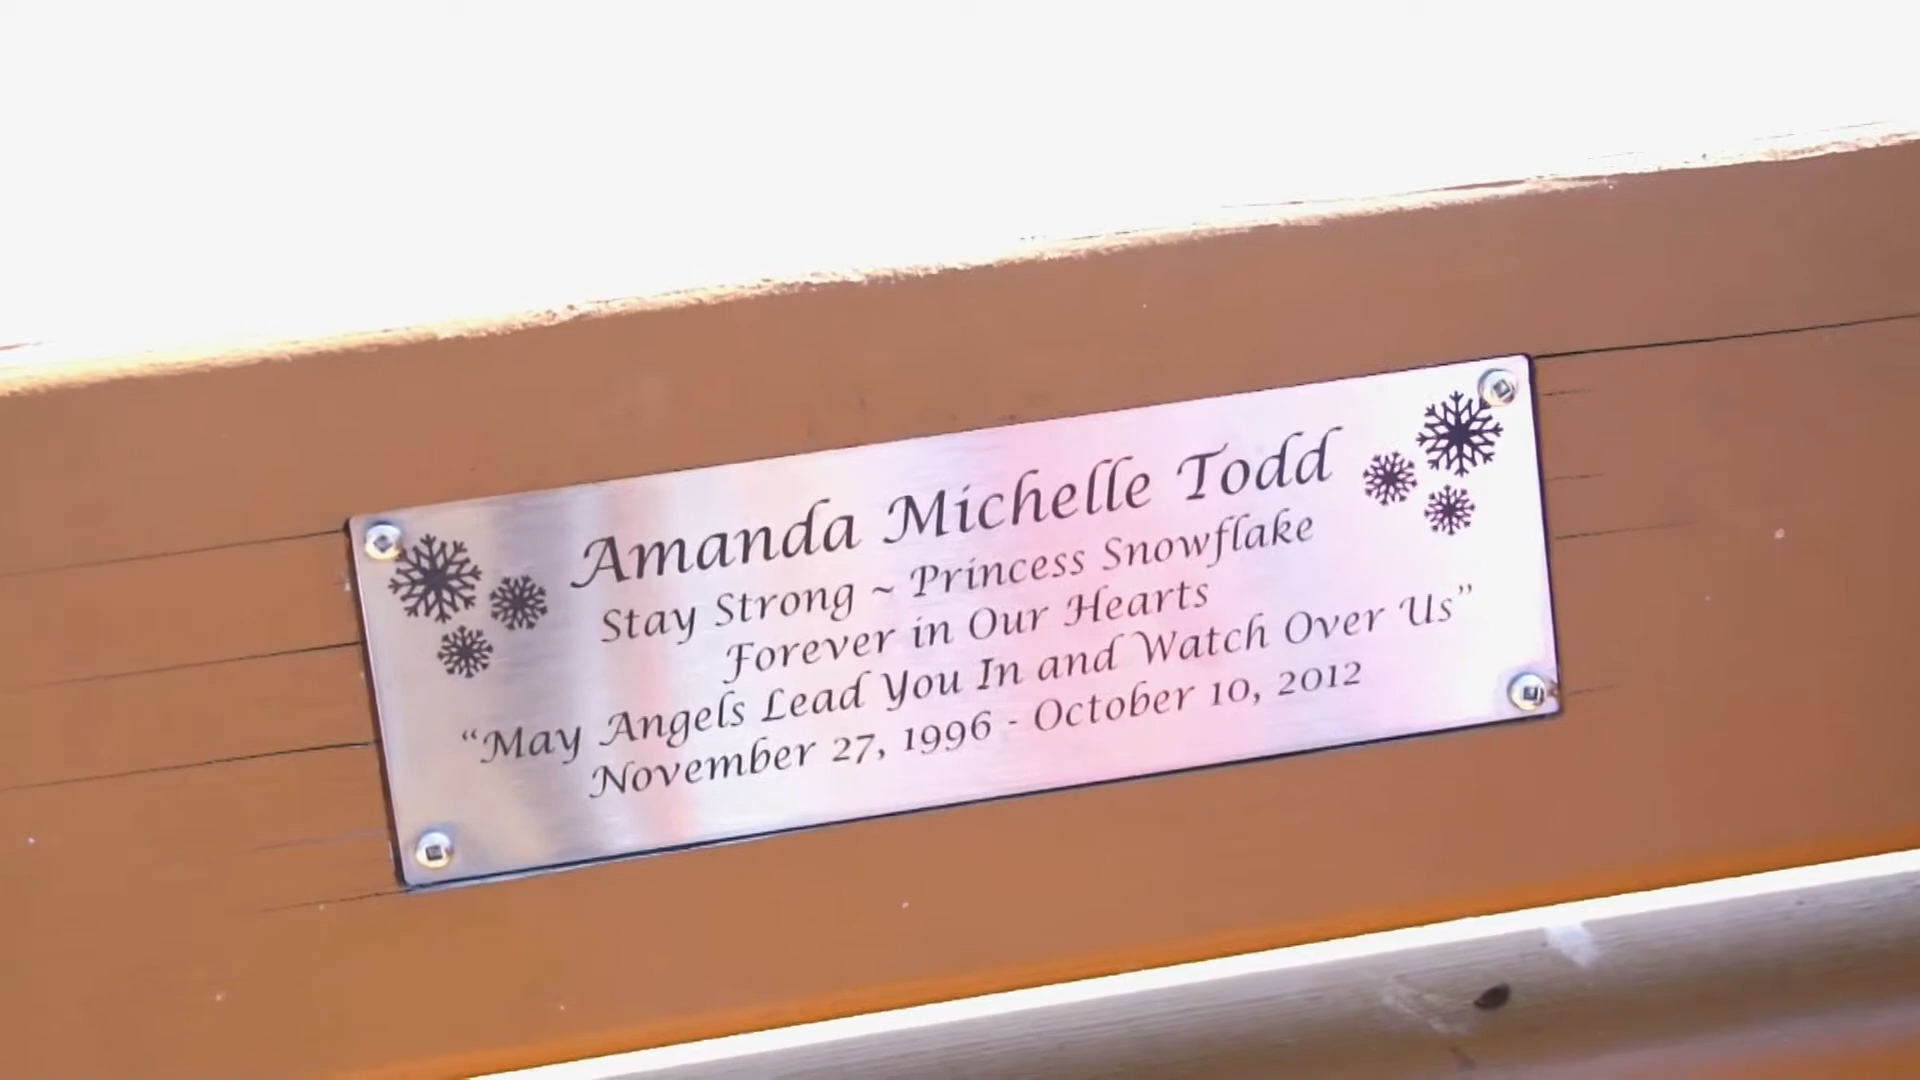 Amanda Michelle Todd
Stay Strong ~ Princess Snowflake
Forever in Our Hearts
“May Angels Lead You In and Watch Over Us”
November 27, 1996 - October 10, 2012